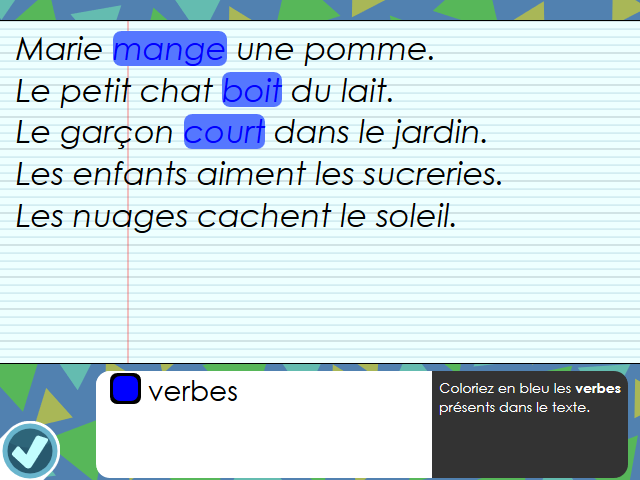 Marie mange une pomme.
Le petit chat boit du lait.
Le garçon court dans le jardin.
Les enfants aiment les sucreries.
Les nuages cachent le soleil.
verbes
Coloriez en bleu les verbes
présents dans le texte.